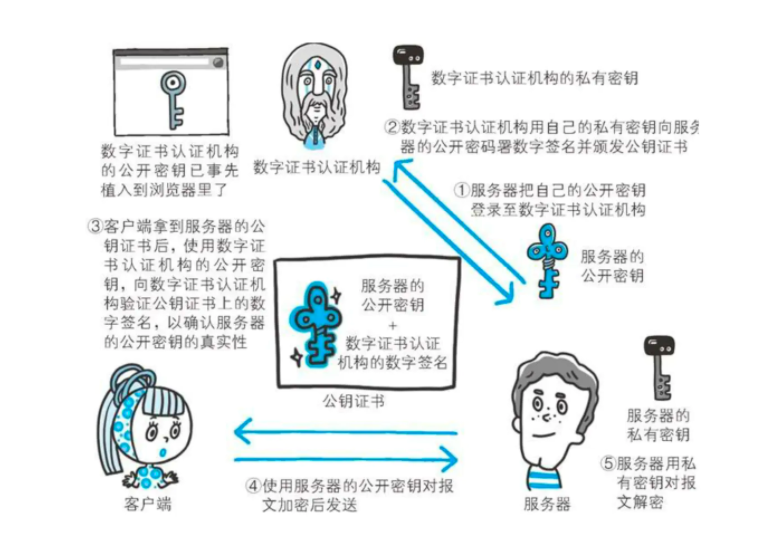 数字证书认证机构的私有密钥
②数字证书认证机构用自己的私有密钥向服务
器的公开密码署数字签名并颁发公钥证书
数字证书认证机构
的公开密钥已事先
植入到浏览器里了
数字证书认证机构
①服务器把自己的公开密钥
登录至数字证书认证机构
服务器的
公开密钥
③客户端拿到服务器的公
钥证书后，使用数字证
书认证机构的公开密
钥，向数字证书认证机
构验证公钥证书上的数
字签名，以确认服务器
的公开密钥的真实性
服务器的
公开密钥
+
数字证书认证
机构的数字签名
公钥证书
服务器的
私有密钥
④使用服务器的公开密钥对报
文加密后发送
⑤服务器用私
有密钥对报
文解密
客户端
服务器